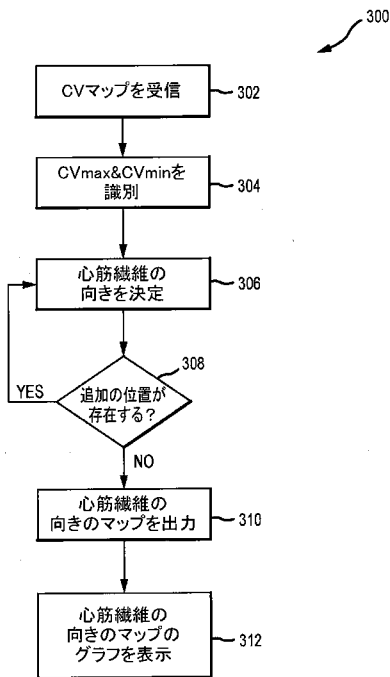 300
CVマップを受信
302
CVmax&CVminを
識別
304
心筋繊維の
向きを決定
306
308
追加の位置が
存在する?
YES
NO
心筋繊維の
向きのマップを出力
310
心筋繊維の
向きのマップの
グラフを表示
312